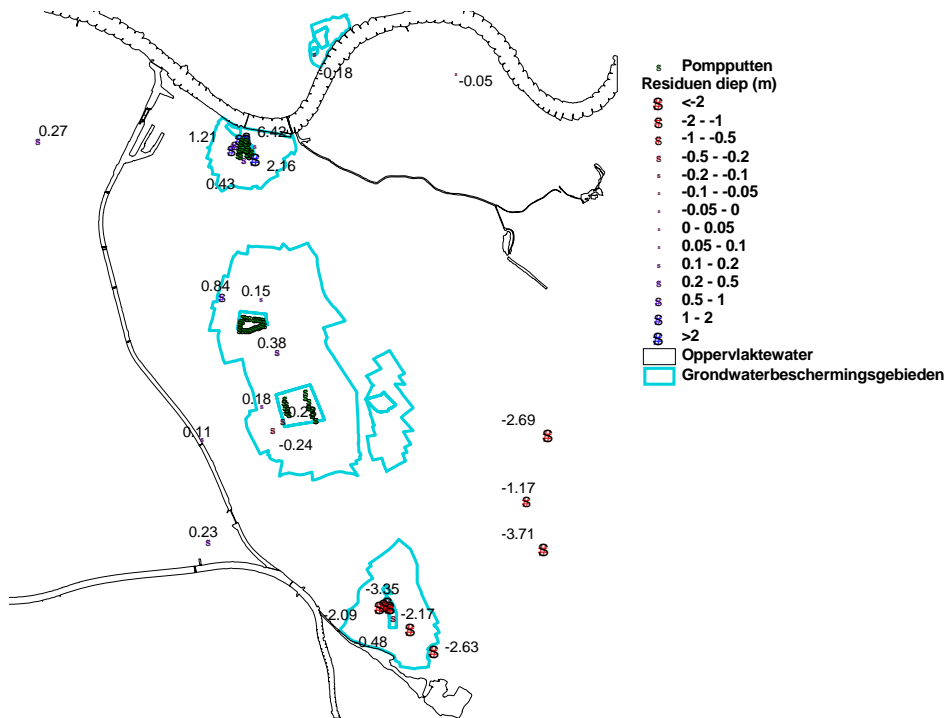 -0.18
-0.05
0.27
1.21
6.42
2.16
0.43
0.84
0.15
0.38
0.18
-0.24
0.11
-2.69
-1.17
-3.71
0.23
-3.35
-2.09
-2.17
-0.48
-2.63
s Pompputten
Residuen diep (m)
s <-2
s -2 - -1
s -1 - -0.5
s -0.5 - -0.2
s -0.2 - -0.1
s -0.1 - -0.05
s -0.05 - 0
s 0 - 0.05
s 0.05 - 0.1
s 0.1 - 0.2
s 0.2 - 0.5
s 0.5 - 1
s 1 - 2
s >2
Oppervlaktewater
Grondwaterbeschermingsgebieden